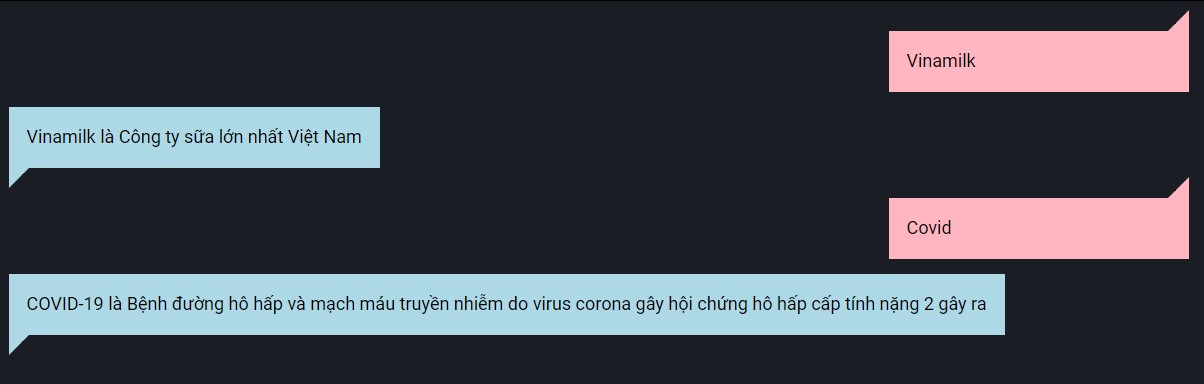 Vinamilk
Vinamilk là Công ty sữa lớn nhất Việt Nam
Covid
COVID-19 là Bệnh đường hô hấp và mạch máu truyền nhiễm do virus corona gây hội chứng hô hấp cấp tính nặng 2 gây ra